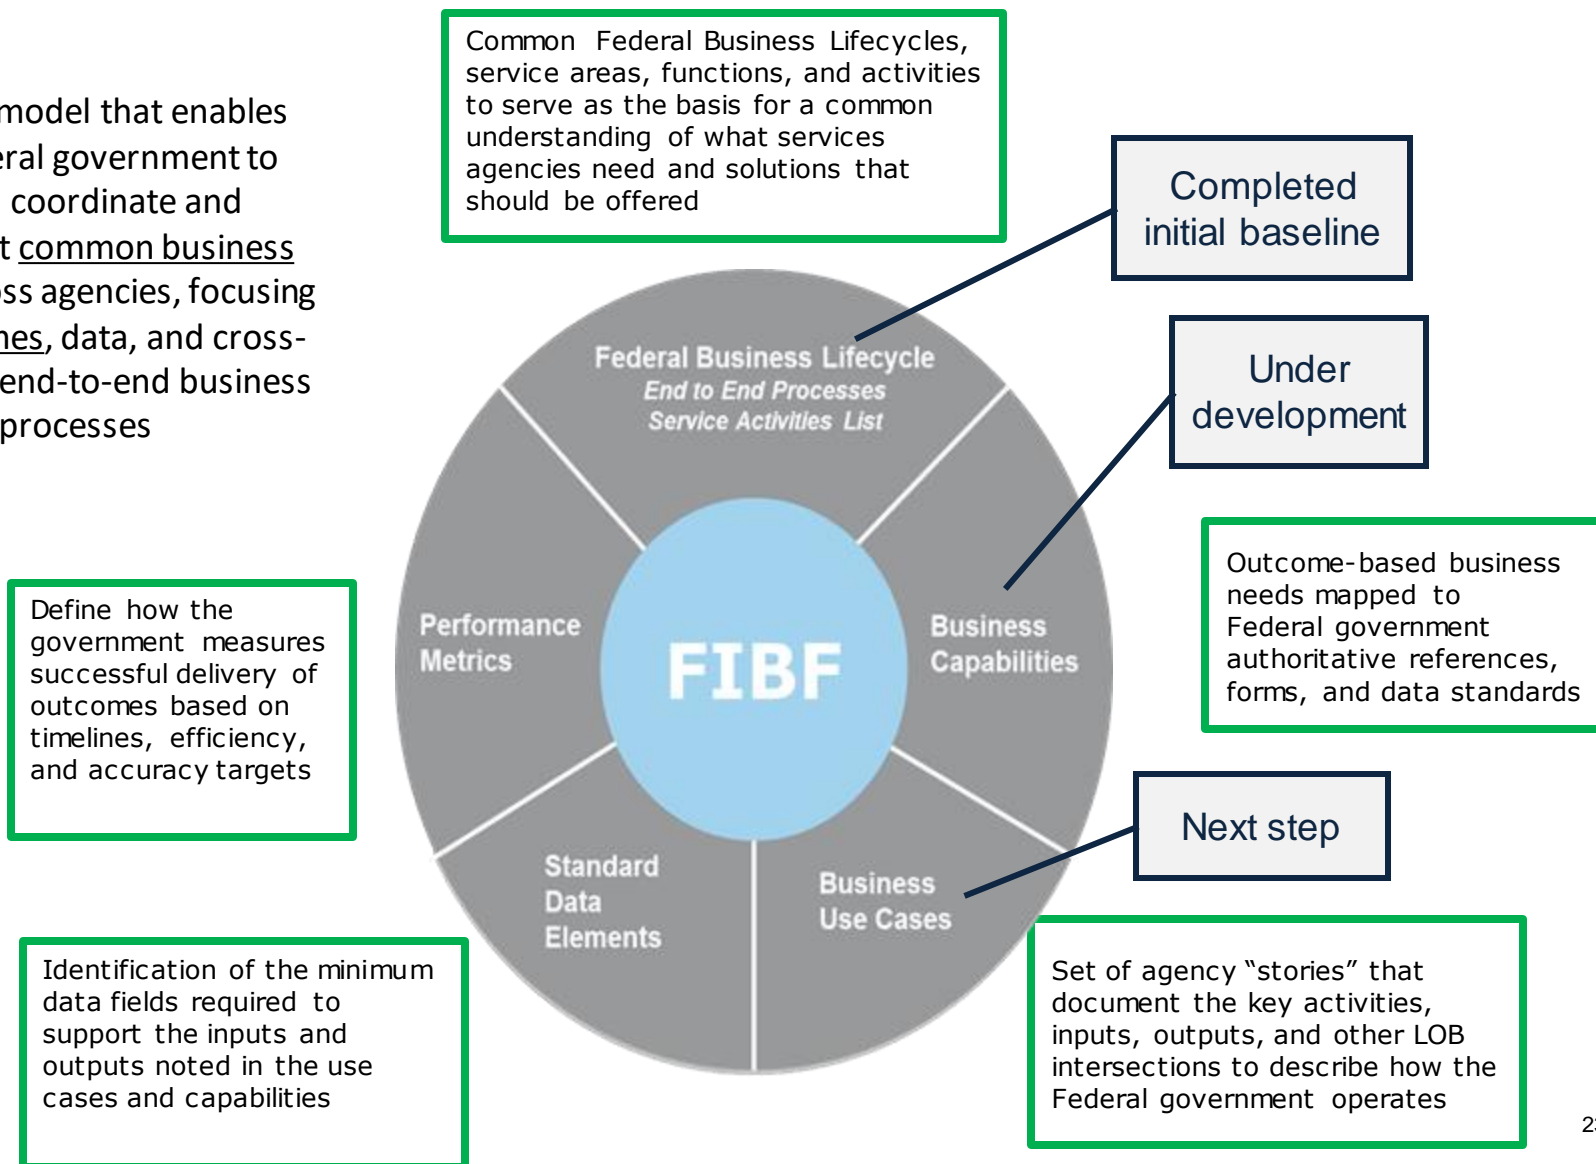 model that enables
eral government to
coordinate and
t common business
oss agencies, focusing
nes, data, and cross-
end-to-end business
processes
Common Federal Business Lifecycles,
service areas, functions, and activities
to serve as the basis for a common
understanding of what services
agencies need and solutions that
should be offered
Completed
initial baseline
Under
development
Federal Business Lifecycle
End to End Processes
Service Activities List
Outcome-based business
needs mapped to
Federal government
authoritative references,
forms, and data standards
Define how the
government measures
successful delivery of
outcomes based on
timelines, efficiency,
and accuracy targets
Performance
Metrics
FIBF
Business
Capabilities
Next step
Standard
Data
Elements
Business
Use Cases
Identification of the minimum
data fields required to
support the inputs and
outputs noted in the use
cases and capabilities
Set of agency “stories” that
document the key activities,
inputs, outputs, and other LOB
intersections to describe how the
Federal government operates